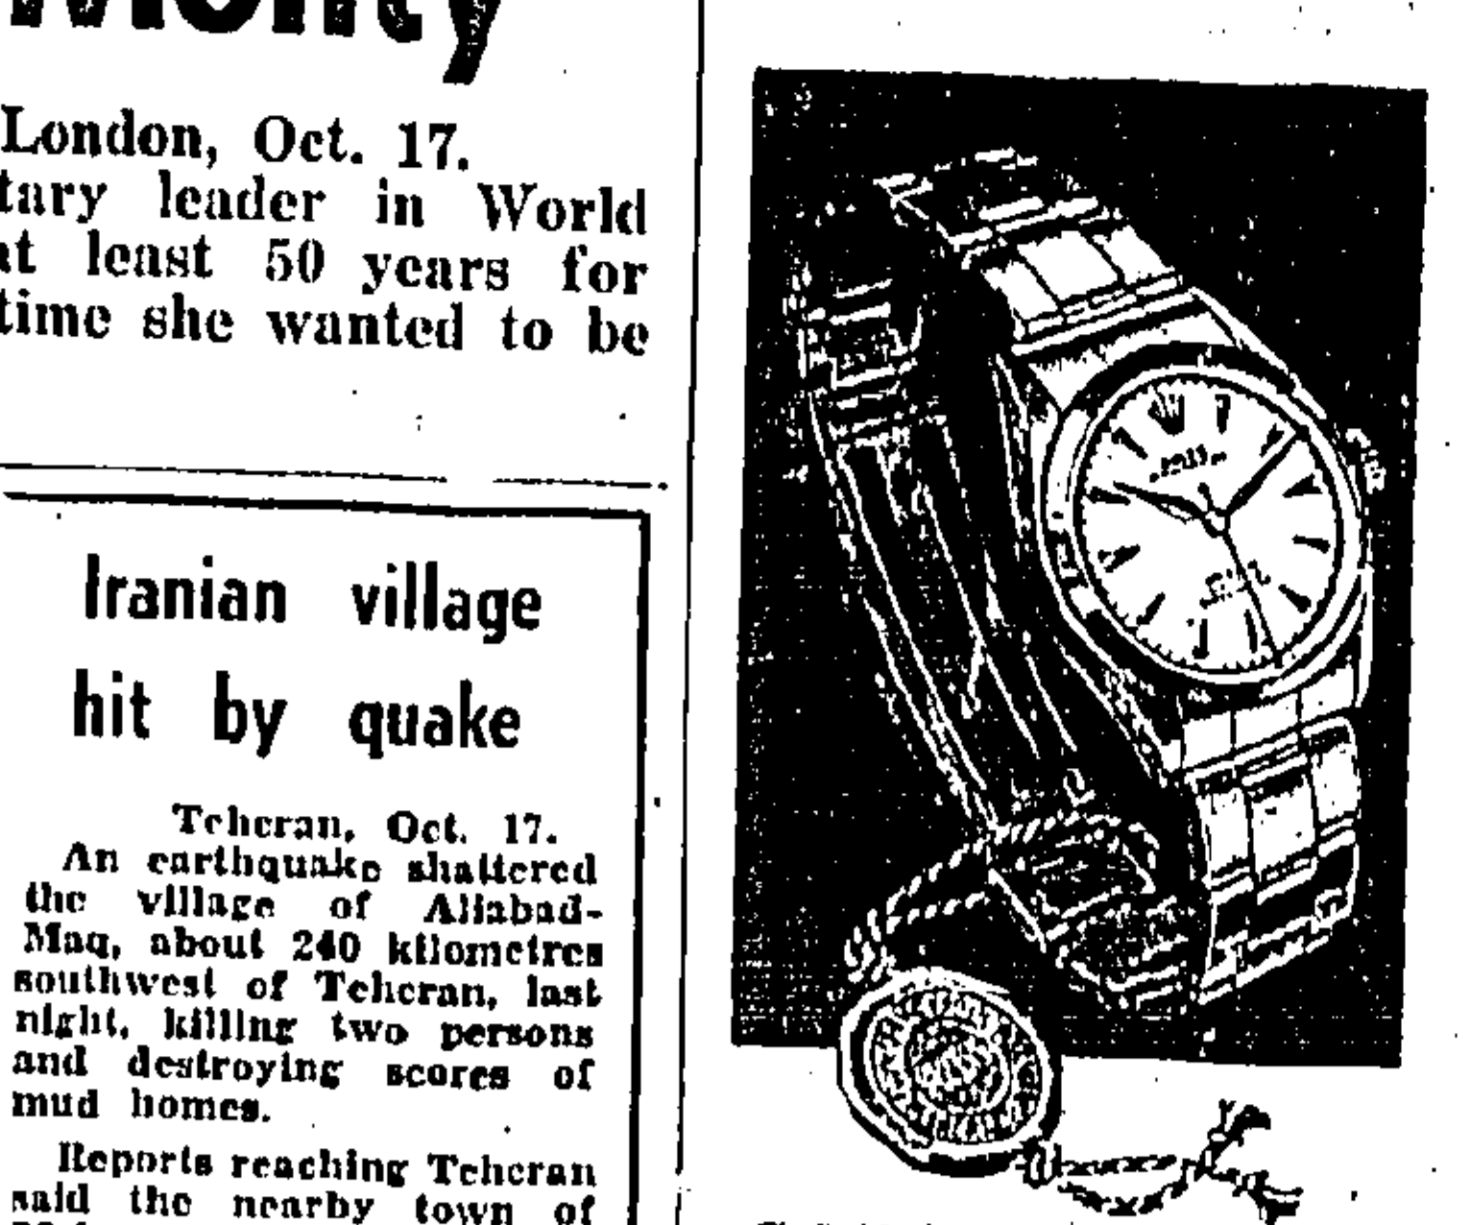 Monty
London, Oct. 17.
tary leader in World
at least 50 years for
time she wanted to be
Iranian village
hit by quake
Teheran, Oct. 17.
An earthquake shattered
the village of Aliabad-
Maq, about 240 kilometres
southwest of Teheran, last
night, killing two persons
and destroying scores of
mud homes.
Reports reaching Teheran
said the nearby town of